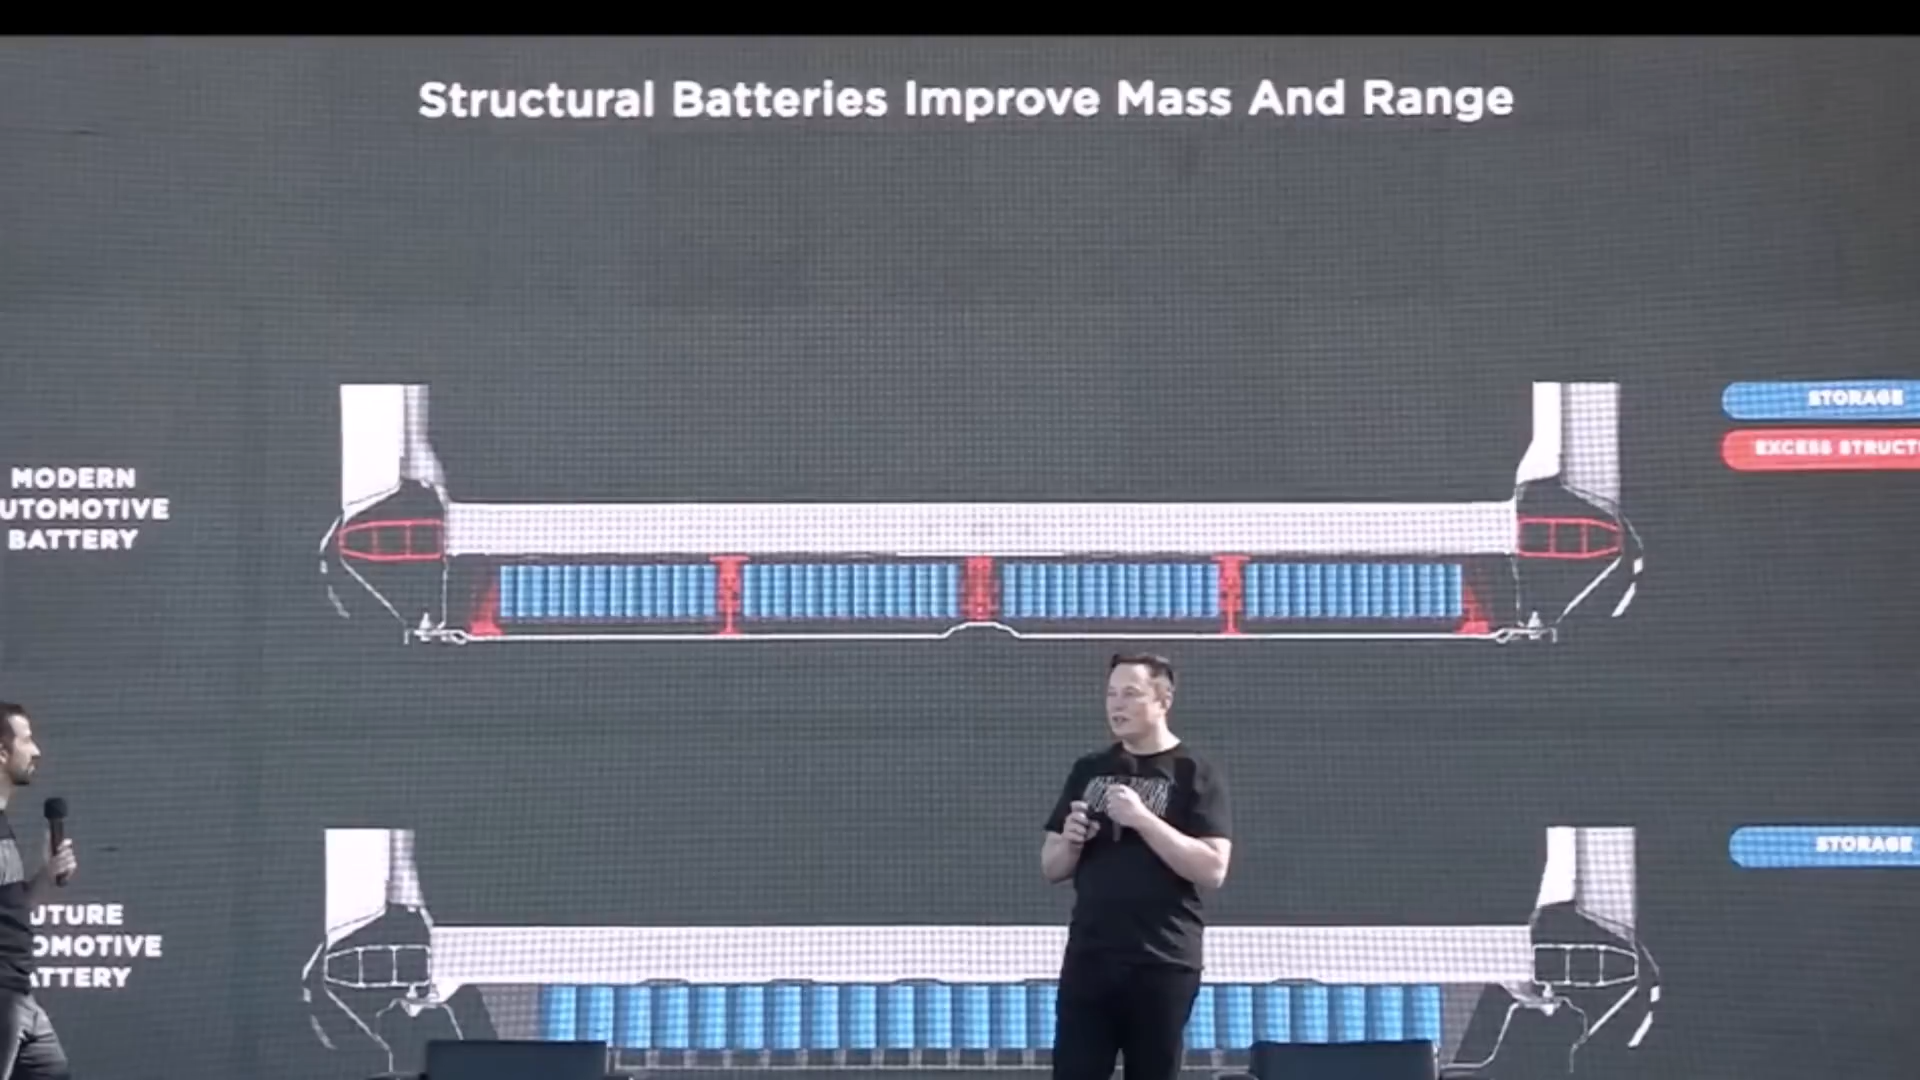 Structural Batteries Improve Mass And Range
STORAGE
EXCESS STRUCT
MODERN
UTOMOTIVE
BATTERY
STORAGE
UTURE
OMOTIVE
ATTERY